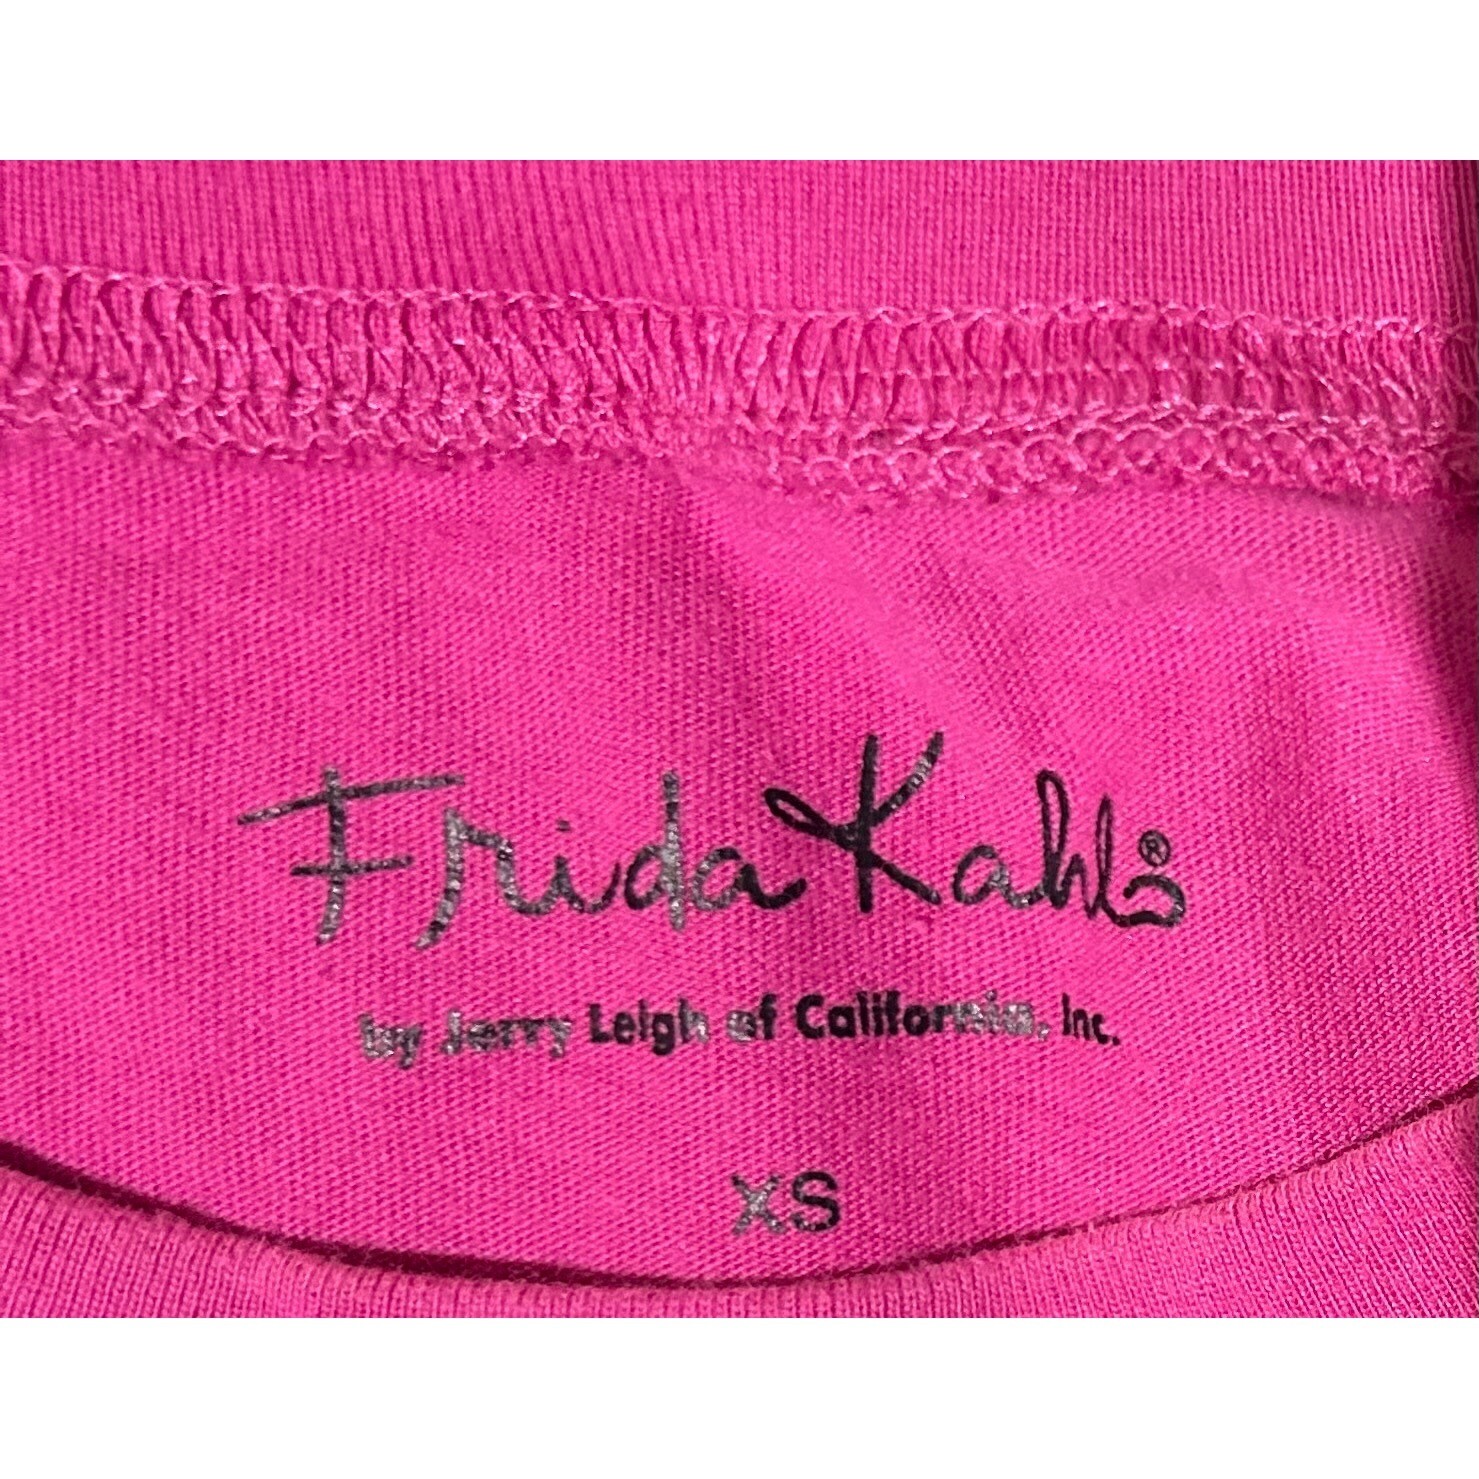 Frida Kahlo®
by Jerry Leigh of California, Inc.
XS